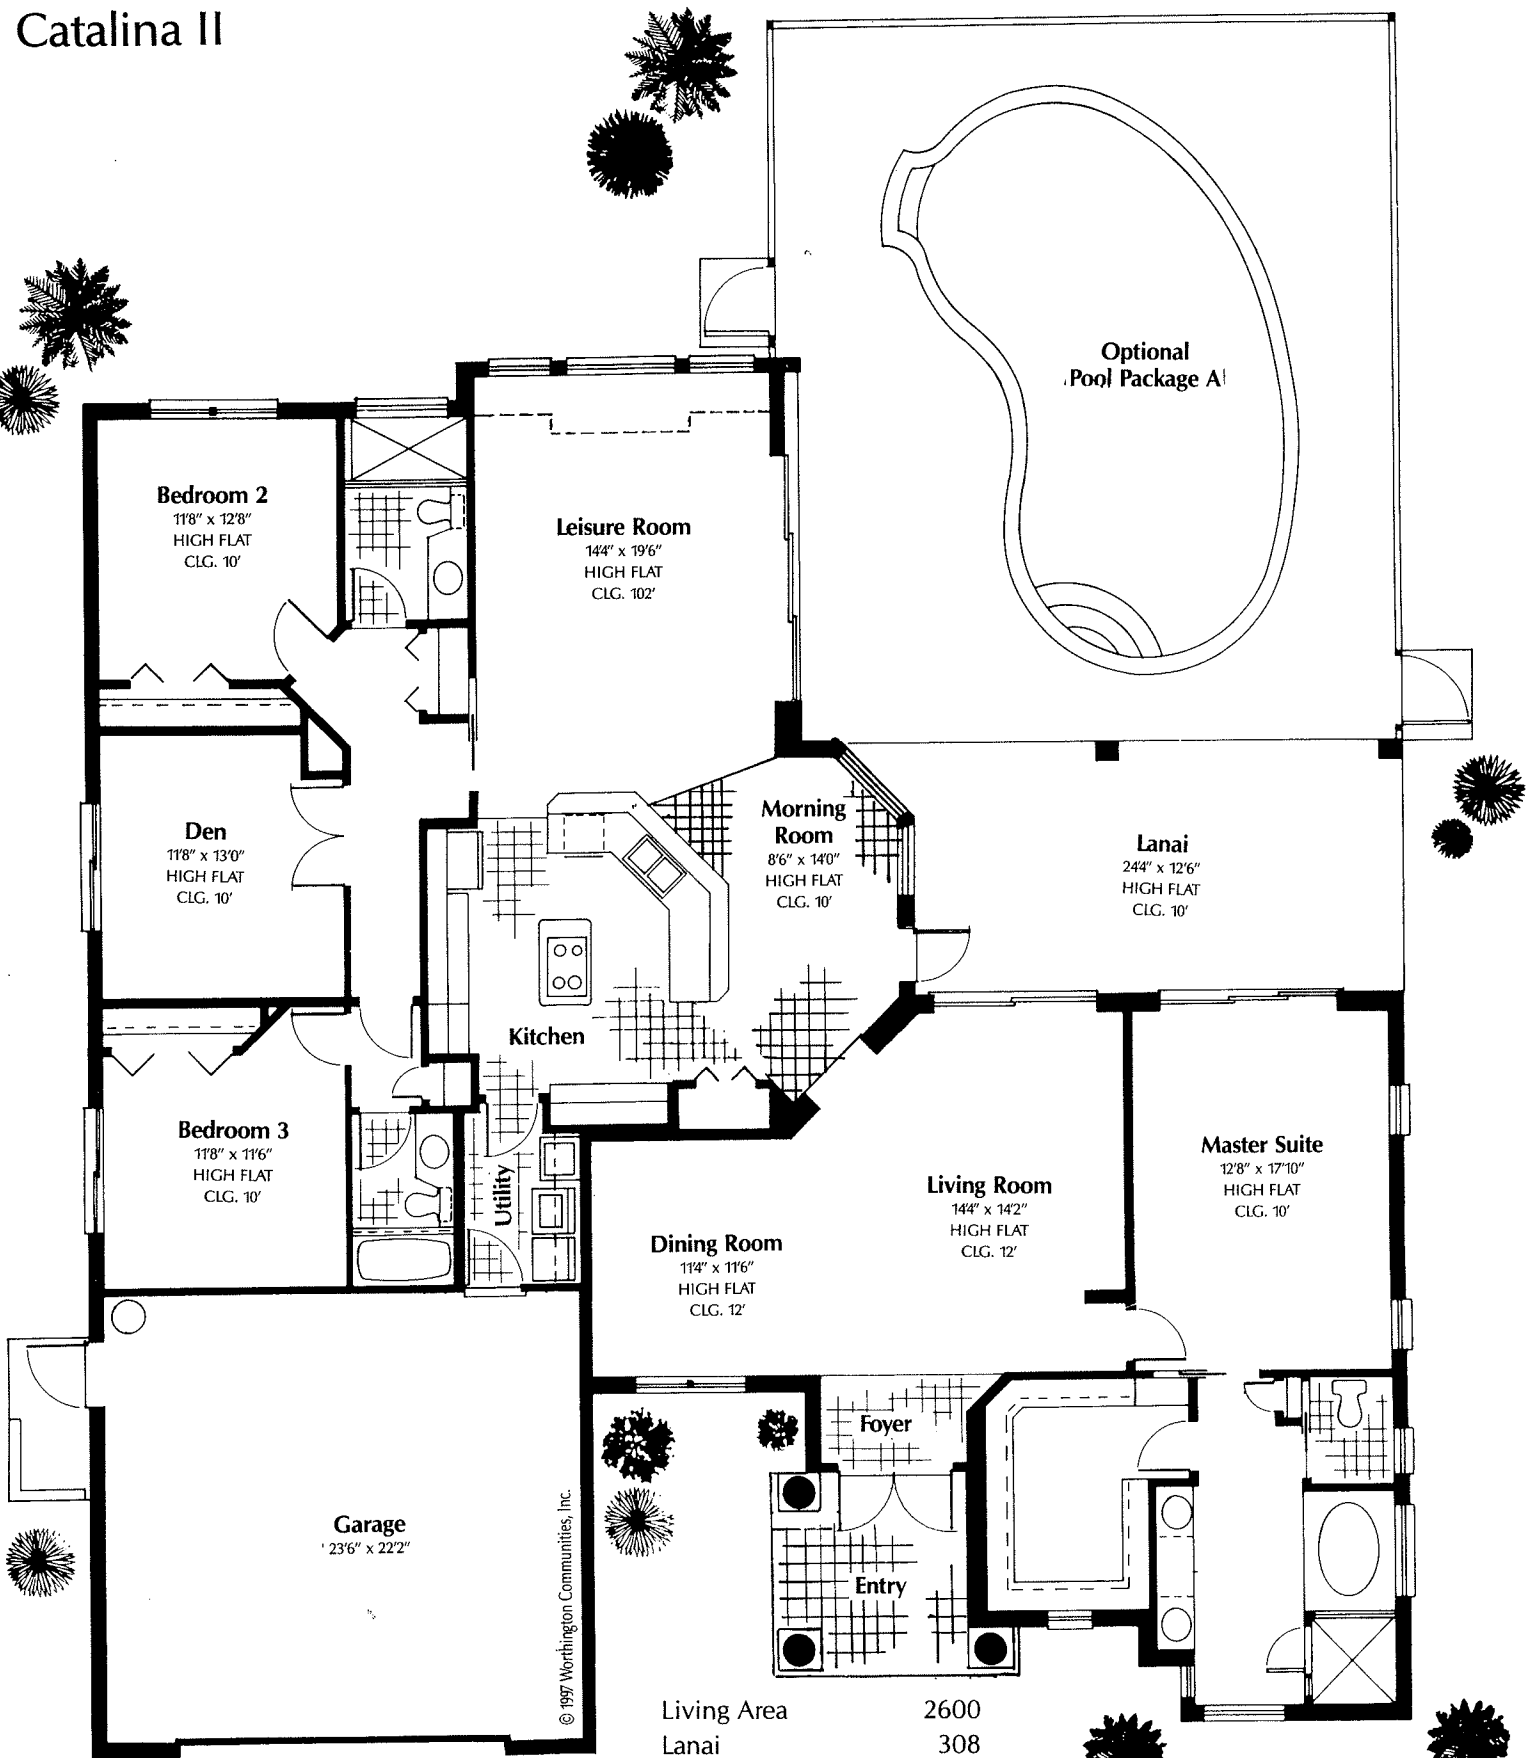 Catalina II
Optional
Pool Package A
Bedroom 2
11'8" x 12'8"
HIGH FLAT
CLG. 10'
Leisure Room
14'4" x 19'6"
HIGH FLAT
CLG. 102'
Morning
Room
8'6" x 14'0"
HIGH FLAT
CLG. 10'
Den
11'8" x 13'0"
HIGH FLAT
CLG. 10'
Lanai
24'4" x 12'6"
HIGH FLAT
CLG. 10'
Kitchen
Bedroom 3
11'8" x 11'6"
HIGH FLAT
CLG. 10'
Utility
Master Suite
12'8" x 17'10"
HIGH FLAT
CLG. 10'
Living Room
14'4" x 14'2"
HIGH FLAT
CLG. 12'
Dining Room
11'4" x 11'6"
HIGH FLAT
CLG. 12'
Foyer
Garage
23'6" x 22'2"
Entry
© 1997 Worthington Communities, Inc.
Living Area 2600
Lanai 308